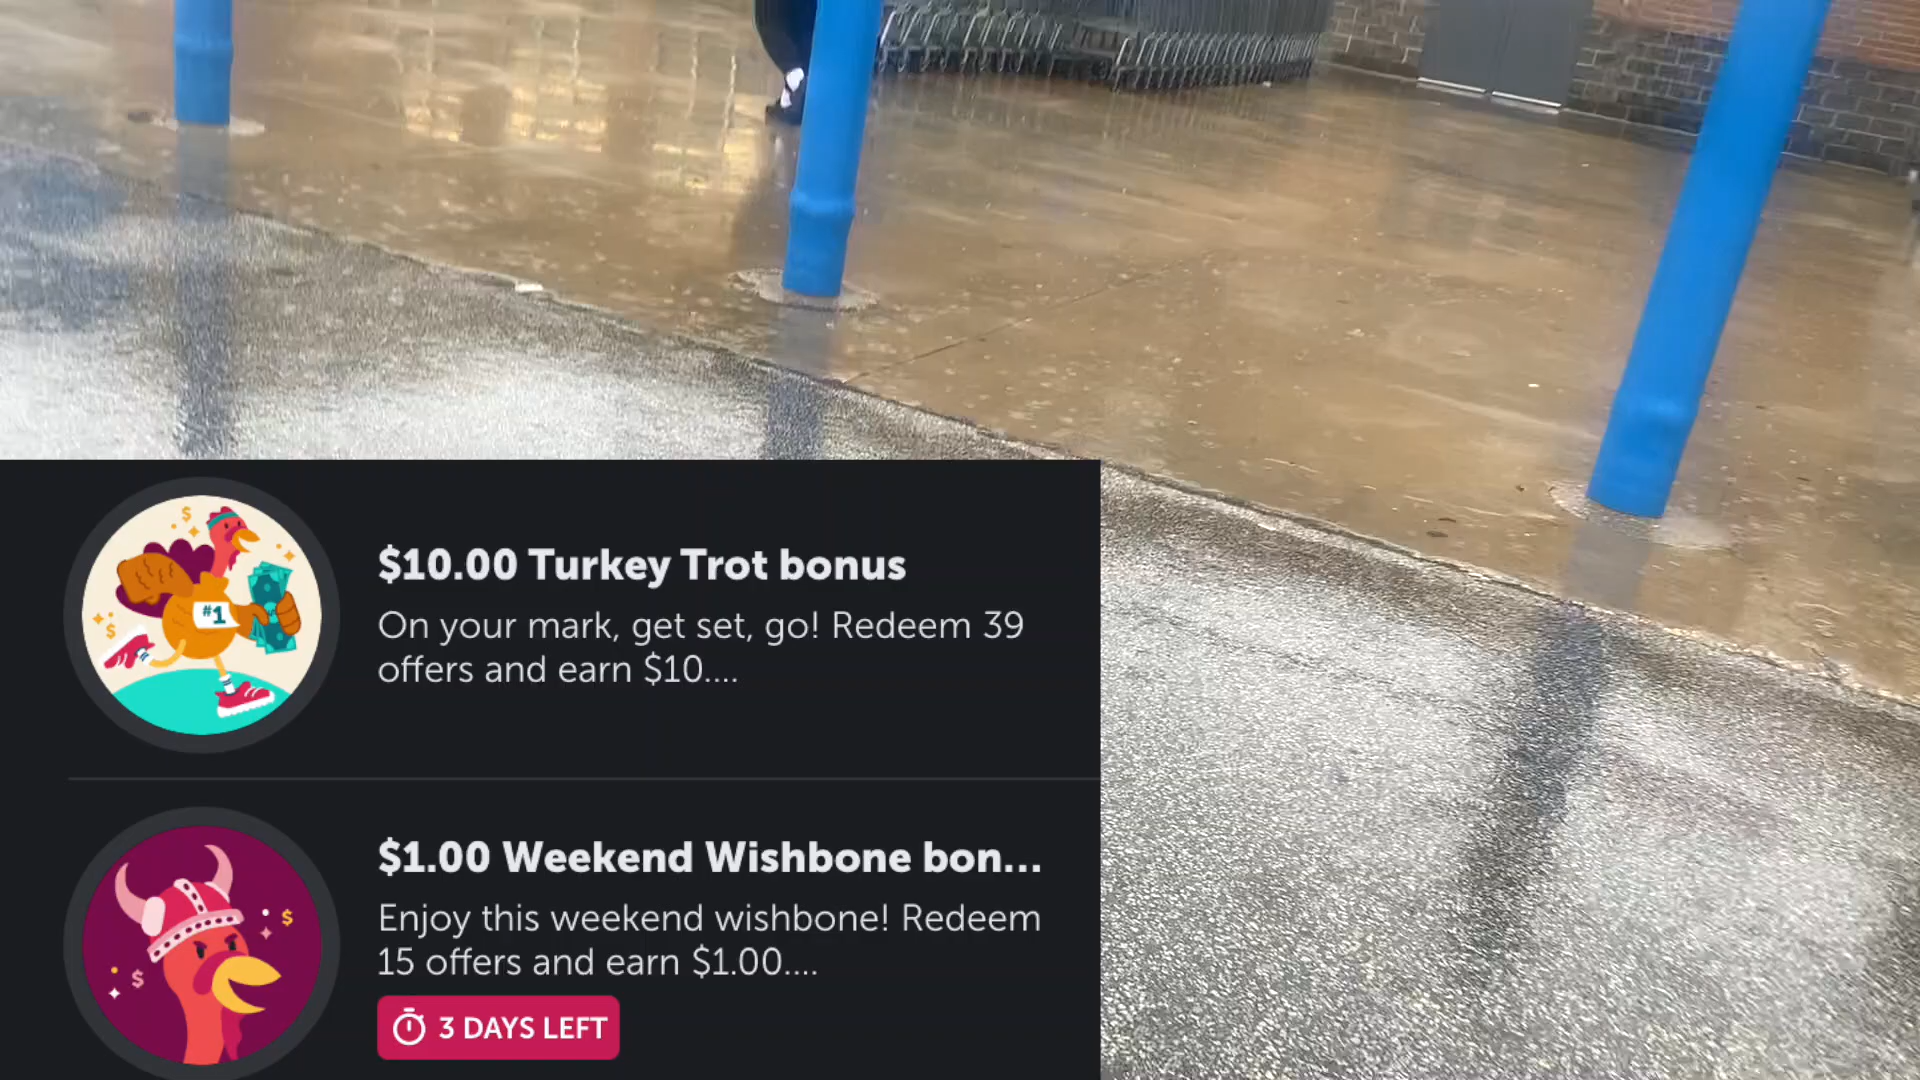 $10.00 Turkey Trot bonus
On your mark, get set, go! Redeem 39
offers and earn $10....
#1
$1.00 Weekend Wishbone bon...
Enjoy this weekend wishbone! Redeem
15 offers and earn $1.00....
3 DAYS LEFT